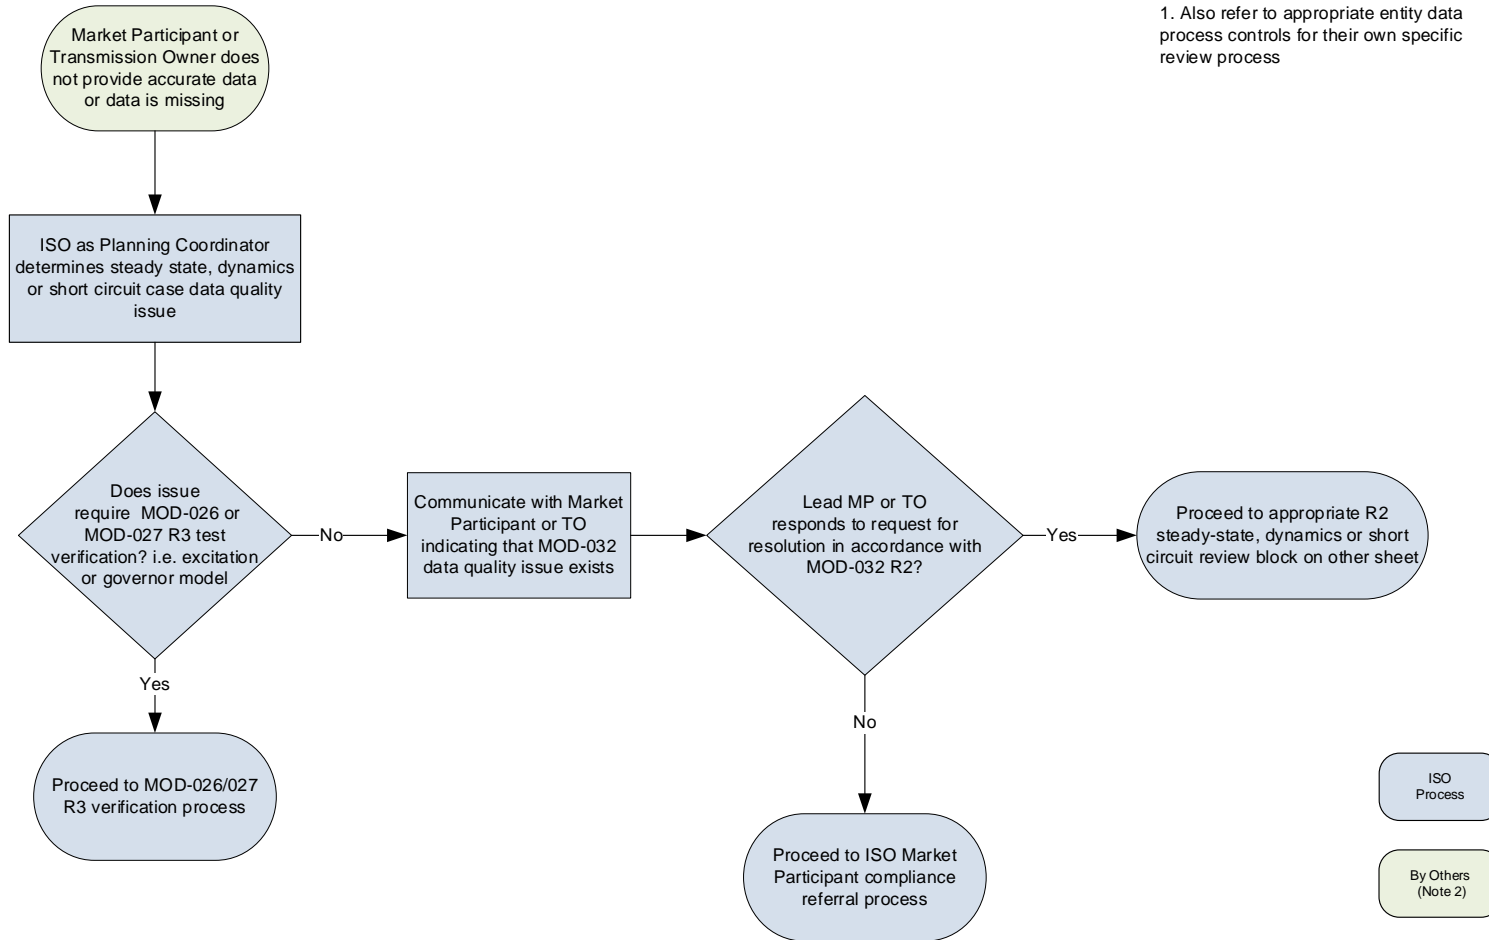 Market Participant or
Transmission Owner does
not provide accurate data
or data is missing
1. Also refer to appropriate entity data
process controls for their own specific
review process
ISO as Planning Coordinator
determines steady state, dynamics
or short circuit case data quality
issue
Does issue
require MOD-026 or
MOD-027 R3 test
verification? i.e. excitation
or governor model
No
Communicate with Market
Participant or TO
indicating that MOD-032
data quality issue exists
Lead MP or TO
responds to request for
resolution in accordance with
MOD-032 R2?
Yes
Proceed to appropriate R2
steady-state, dynamics or short
circuit review block on other sheet
Yes
No
Proceed to MOD-026/027
R3 verification process
Proceed to ISO Market
Participant compliance
referral process
ISO
Process
By Others
(Note 2)